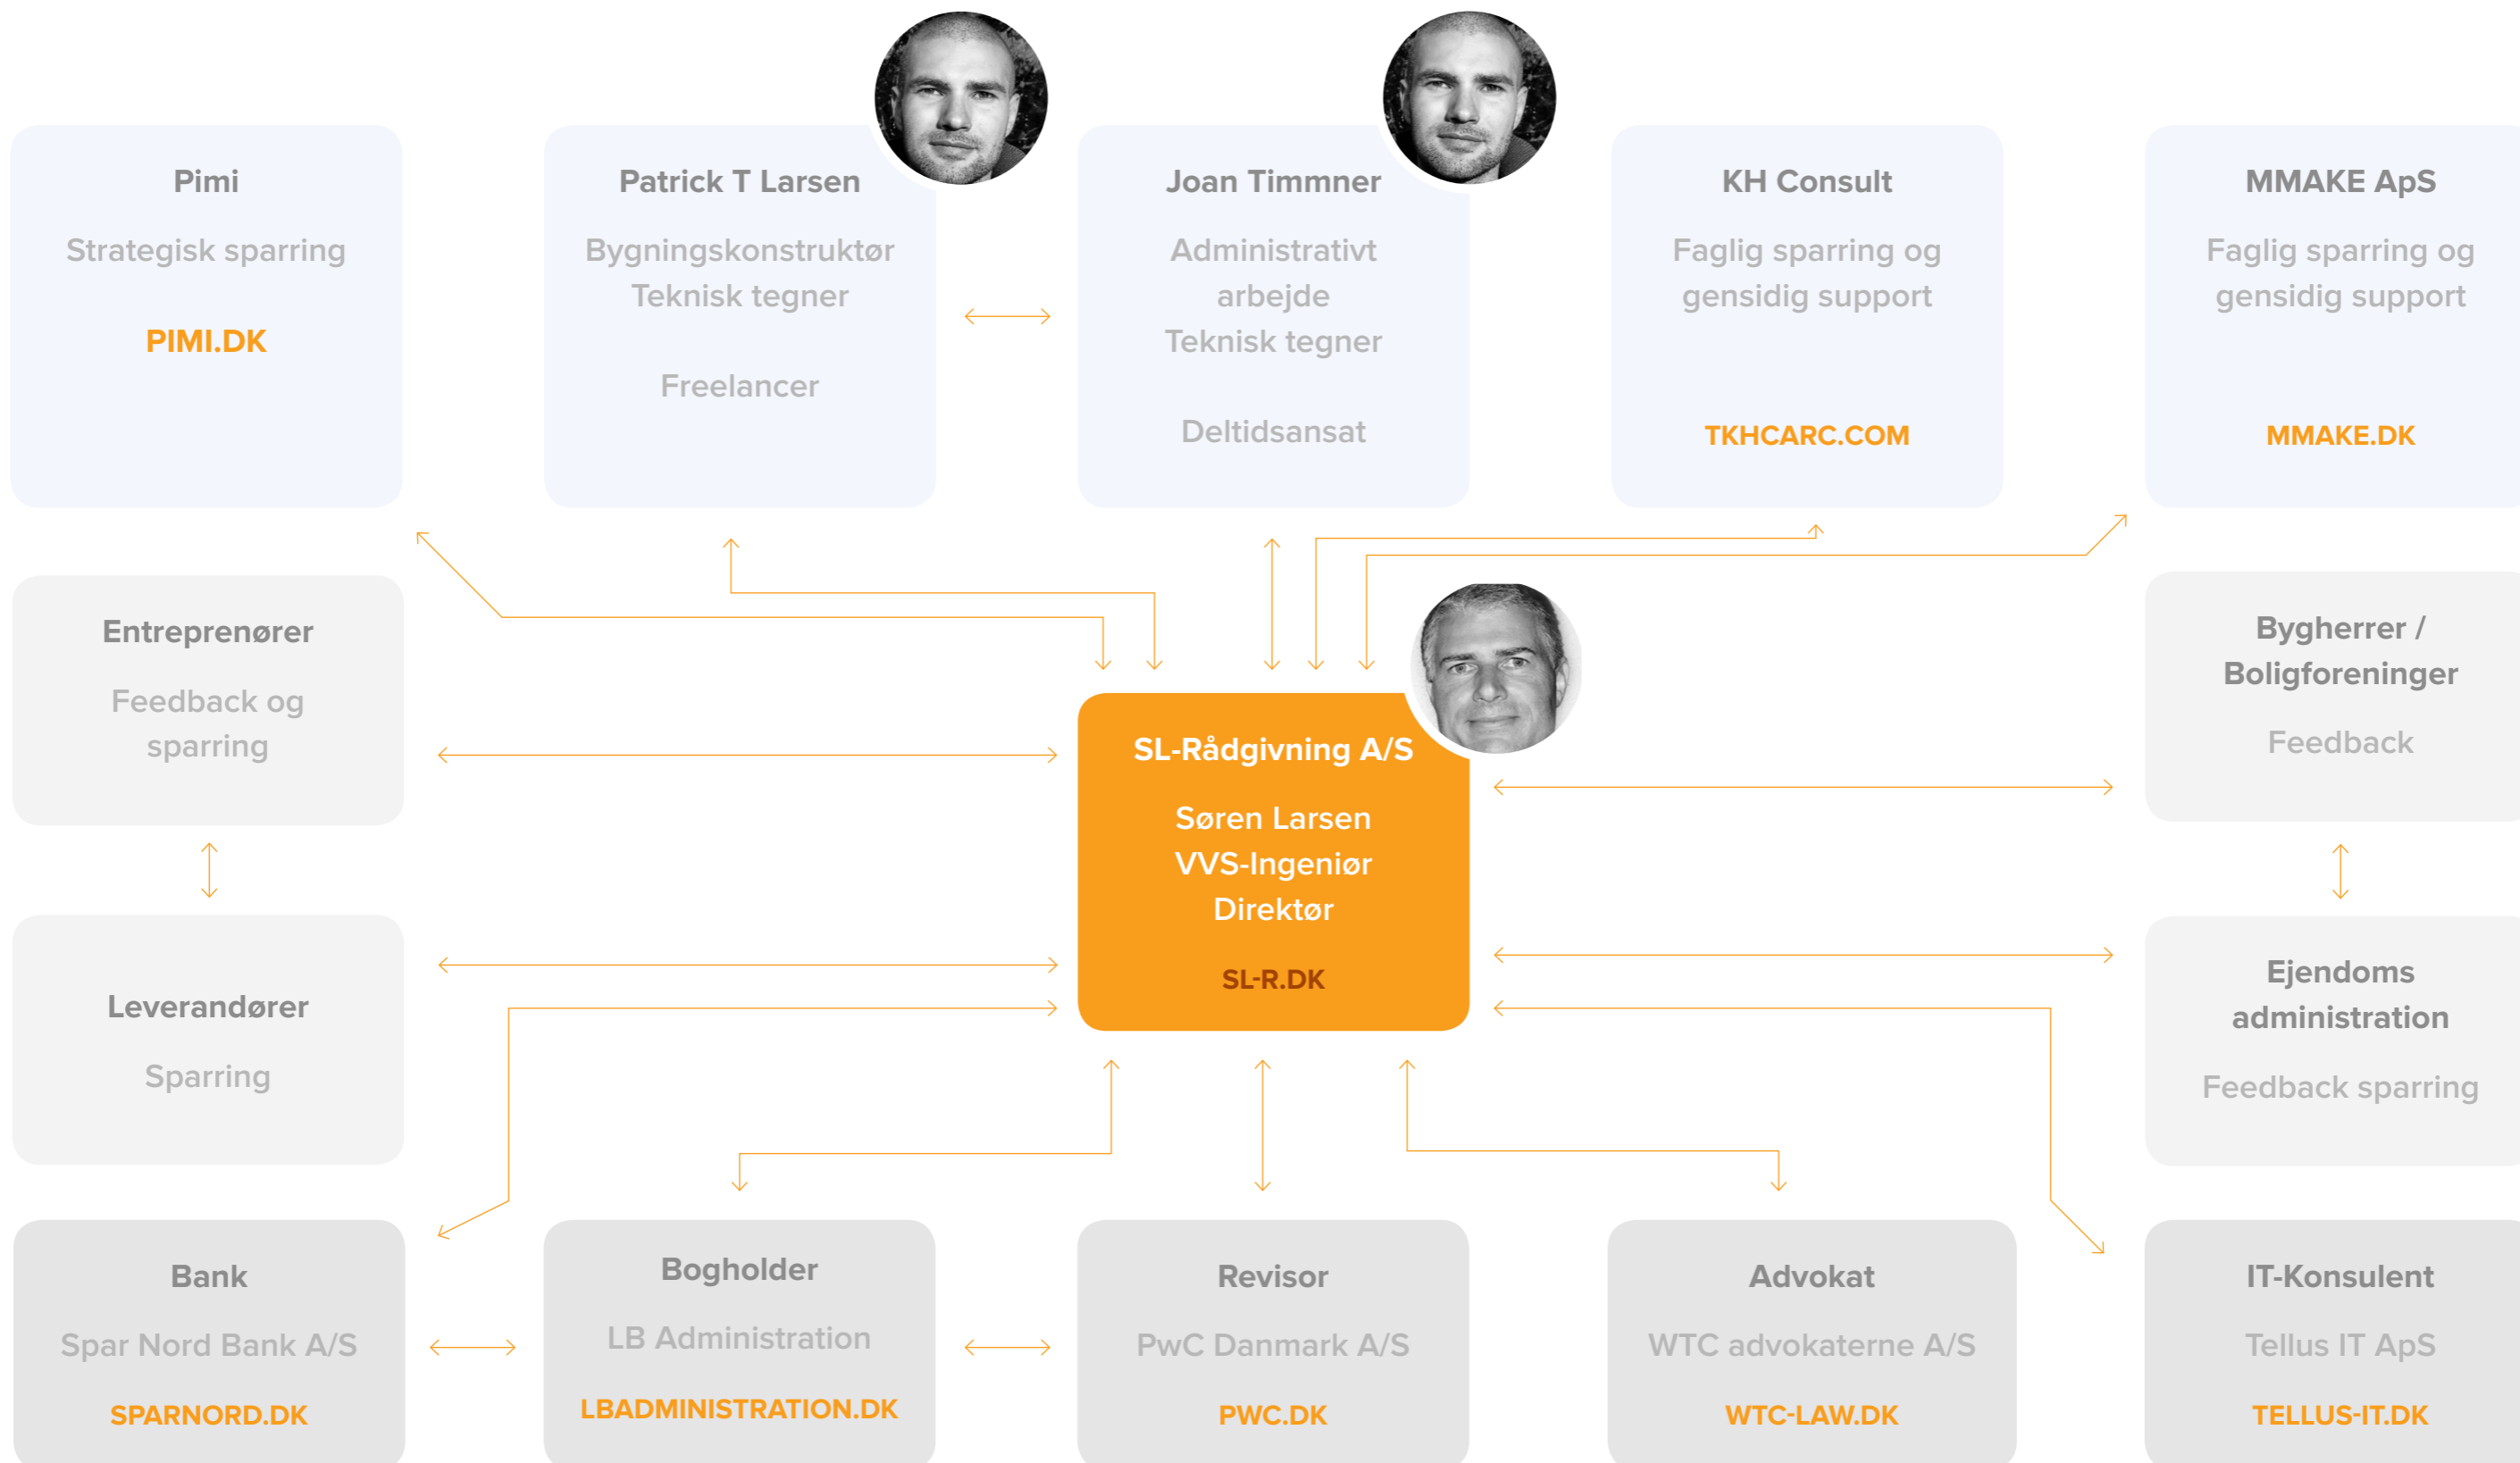 Pimi
Strategisk sparring
PIMI.DK
Patrick T Larsen
Bygningskonstruktør
Teknisk tegner
Freelancer
Joan Timmner
Administrativt
arbejde
Teknisk tegner
Deltidsansat
KH Consult
Faglig sparring og
gensidig support
TKHCARC.COM
MMAKE ApS
Faglig sparring og
gensidig support
MMAKE.DK
Entreprenører
Feedback og
sparring
SL-Rådgivning A/S
Søren Larsen
VVS-Ingeniør
Direktør
SL-R.DK
Bygherrer /
Boligforeninger
Feedback
Leverandører
Sparring
Ejendoms
administration
Feedback sparring
Bank
Spar Nord Bank A/S
SPARNORD.DK
Bogholder
LB Administration
LBADMINISTRATION.DK
Revisor
PwC Danmark A/S
PWC.DK
Advokat
WTC advokaterne A/S
WTC-LAW.DK
IT-Konsulent
Tellus IT ApS
TELLUS-IT.DK